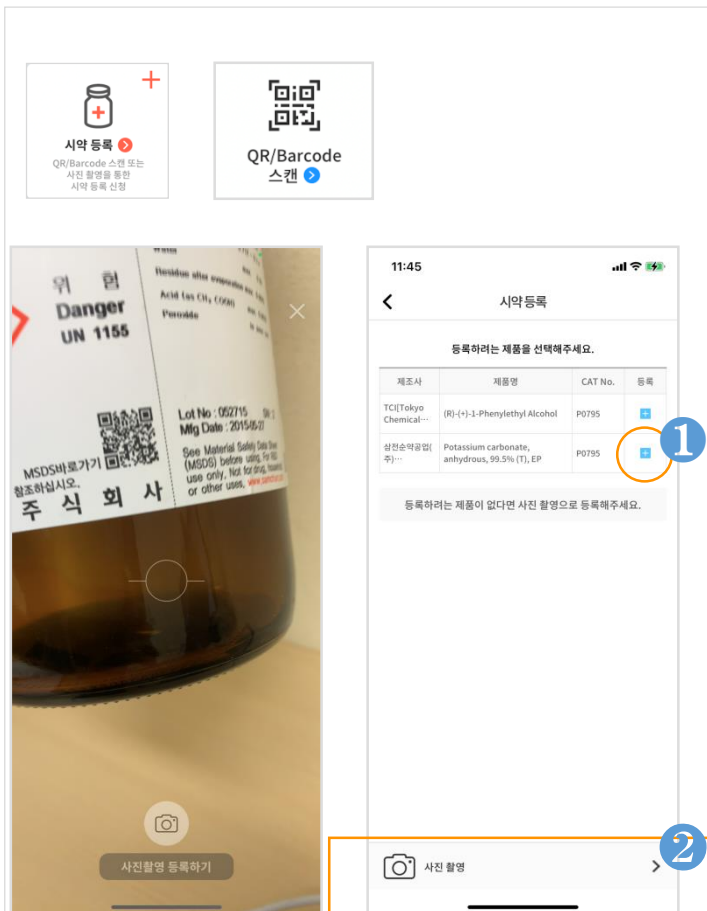 시약 등록
QR/Barcode 스캔 또는
사진 촬영을 통한
시약 등록 신청
QR/Barcode
스캔
위 험
Danger
UN 1155
Residue after evaporation
Acid (as CH₃ COOH)
Peroxide
Lot No : 052715
Mfg Date : 2015-05-27
See Material Safety Data Sheet
(MSDS) before using. For R&D
use only, Not for drug, household
or other uses.
MSDS바로가기
참조하십시오.
주 식 회 사
사진촬영 등록하기
11:45
시약등록
등록하려는 제품을 선택해주세요.
제조사 제품명 CAT No. 등록
TCI[Tokyo
Chemical… (R)-(+)-1-Phenylethyl Alcohol P0795
삼전순약공업(
주)… Potassium carbonate,
anhydrous, 99.5% (T), EP P0795
1
등록하려는 제품이 없다면 사진 촬영으로 등록해주세요.
사진 촬영
2